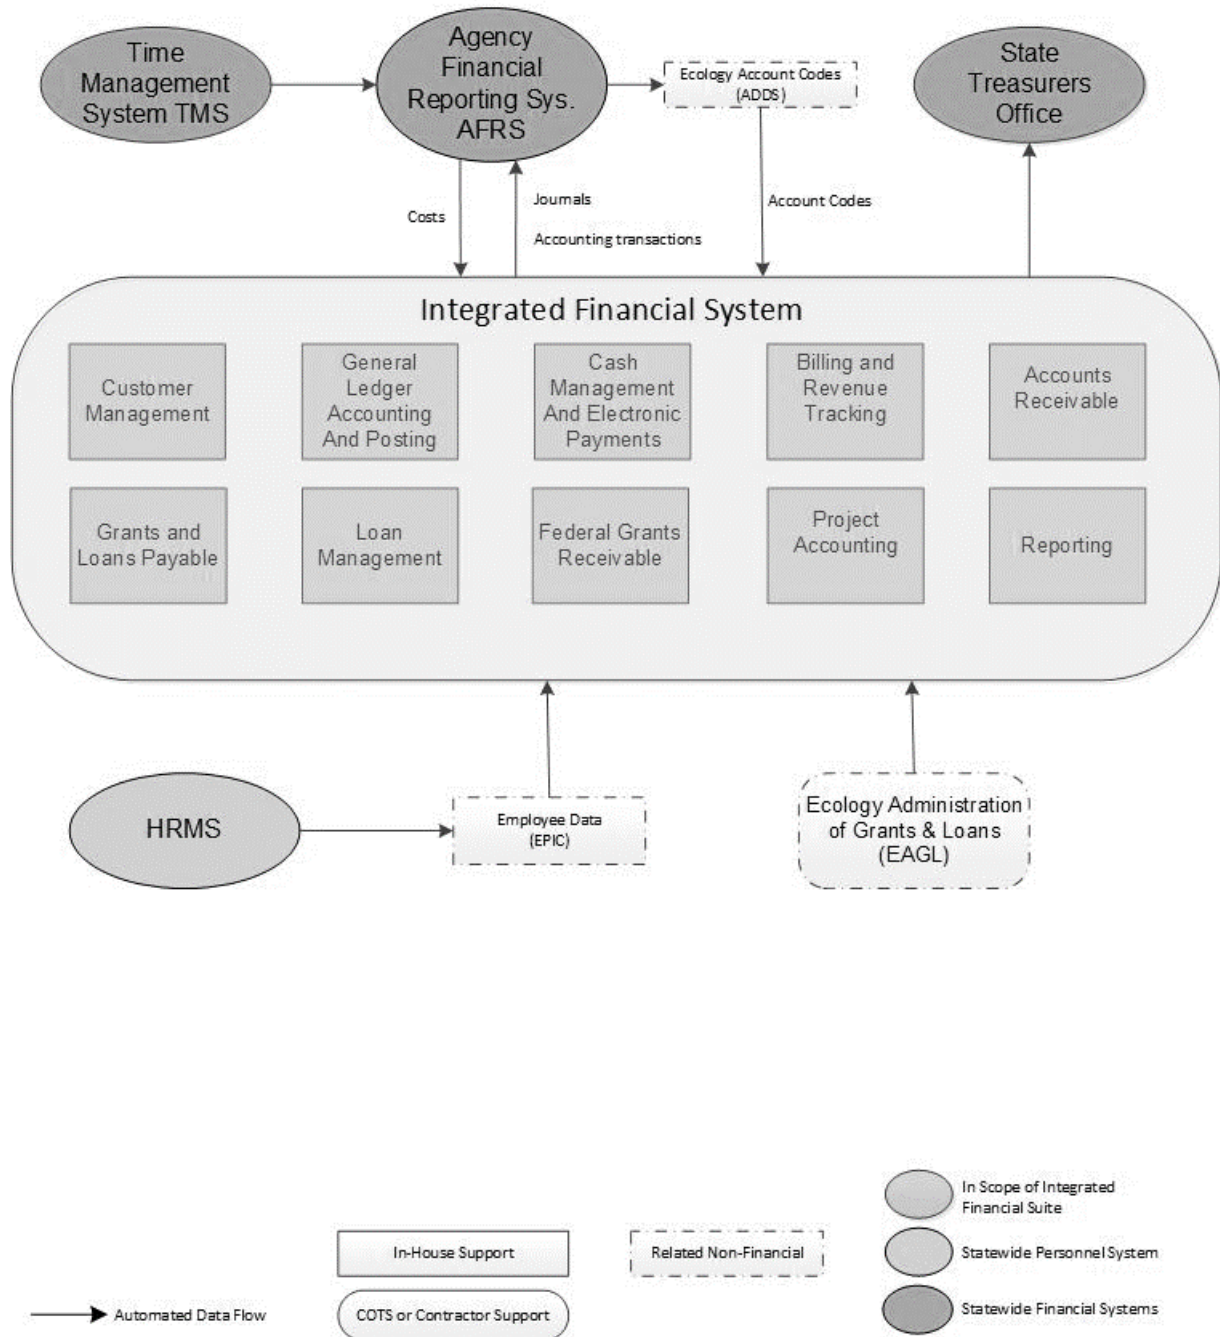 Time
Management
System TMS
Agency
Financial
Reporting Sys.
AFRS
Ecology Account Codes
(ADDS)
State
Treasurers
Office
Costs
Journals
Accounting transactions
Account Codes
Integrated Financial System
Customer
Management
General
Ledger
Accounting
And Posting
Cash
Management
And Electronic
Payments
Billing and
Revenue
Tracking
Accounts
Receivable
Grants and
Loans Payable
Loan
Management
Federal Grants
Receivable
Project
Accounting
Reporting
HRMS
Employee Data
(EPIC)
Ecology Administration
of Grants & Loans
(EAGL)
In Scope of Integrated
Financial Suite
In-House Support
Related Non-Financial
Statewide Personnel System
Automated Data Flow
COTS or Contractor Support
Statewide Financial Systems